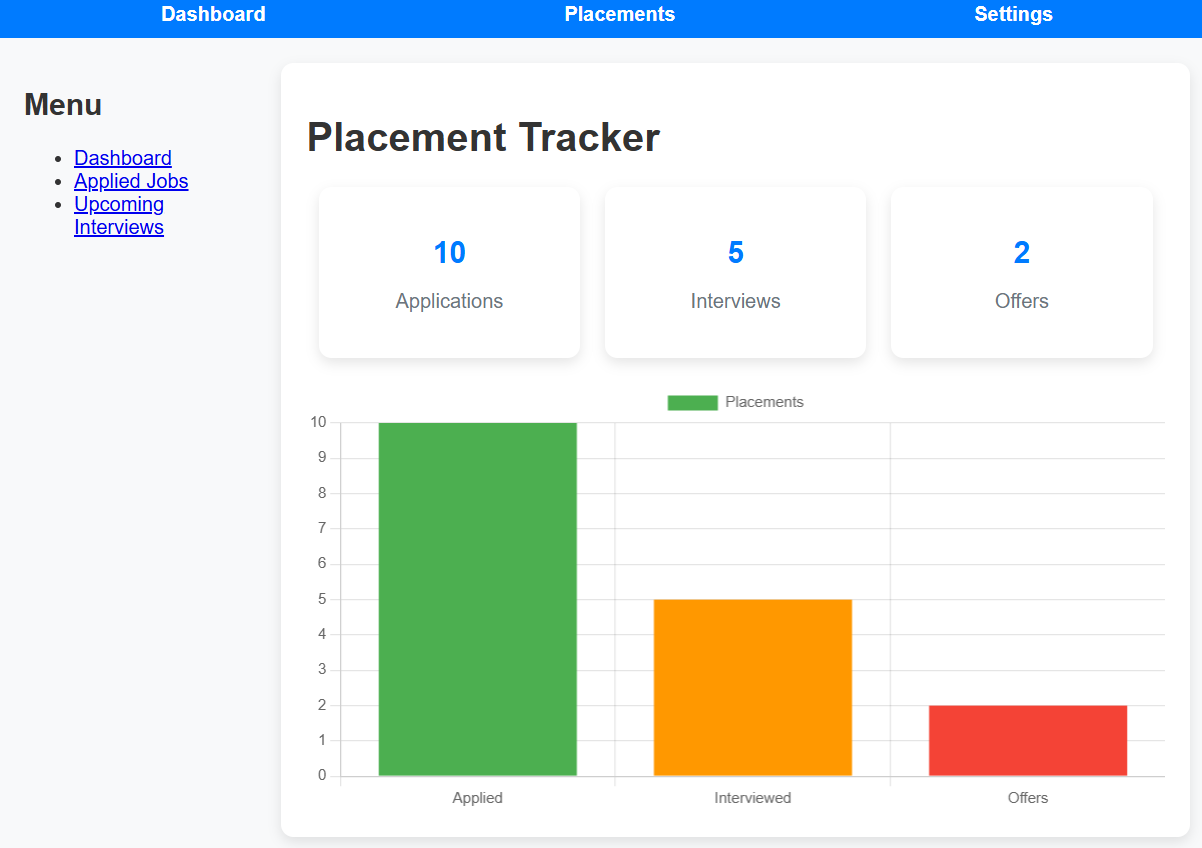 Dashboard Placements Settings
Menu
Dashboard
Applied Jobs
Upcoming
Interviews
Placement Tracker
10 5 2
Applications Interviews Offers
Placements
10
9
8
7
6
5
4
3
2
1
0
Applied Interviewed Offers